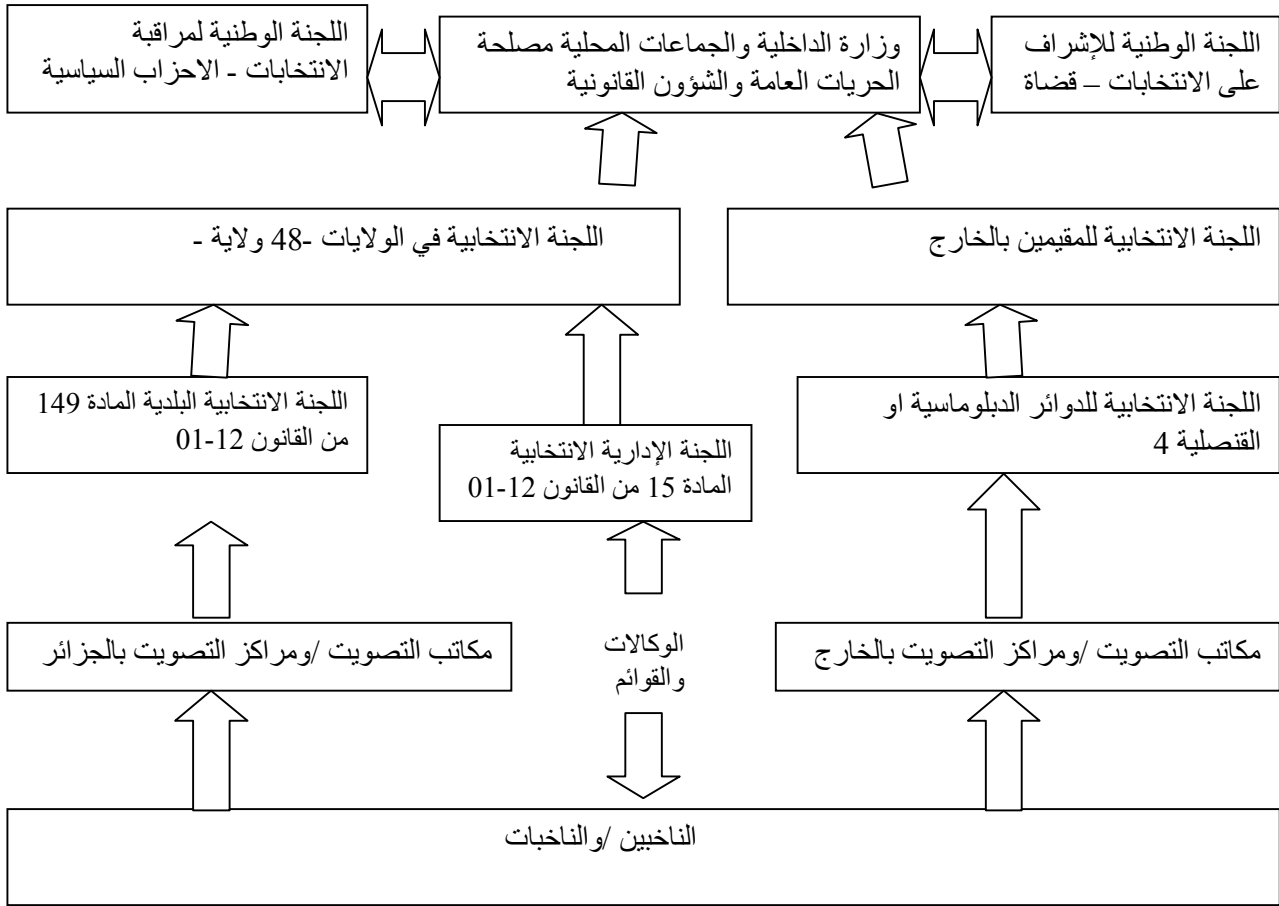 اللجنة الوطنية للإشراف
على الانتخابات – قضاة
وزارة الداخلية والجماعات المحلية مصلحة
الحريات العامة والشؤون القانونية
اللجنة الوطنية لمراقبة
الانتخابات - الاحزاب السياسية
اللجنة الانتخابية للمقيمين بالخارج
اللجنة الانتخابية في الولايات -48 ولاية -
اللجنة الانتخابية للدوائر الدبلوماسية او
القنصلية 4
اللجنة الإدارية الانتخابية
المادة 15 من القانون 12-01
اللجنة الانتخابية البلدية المادة 149
من القانون 12-01
مكاتب التصويت /ومراكز التصويت بالخارج
الوكالات
والقوائم
مكاتب التصويت /ومراكز التصويت بالجزائر
الناخبين /والناخبات